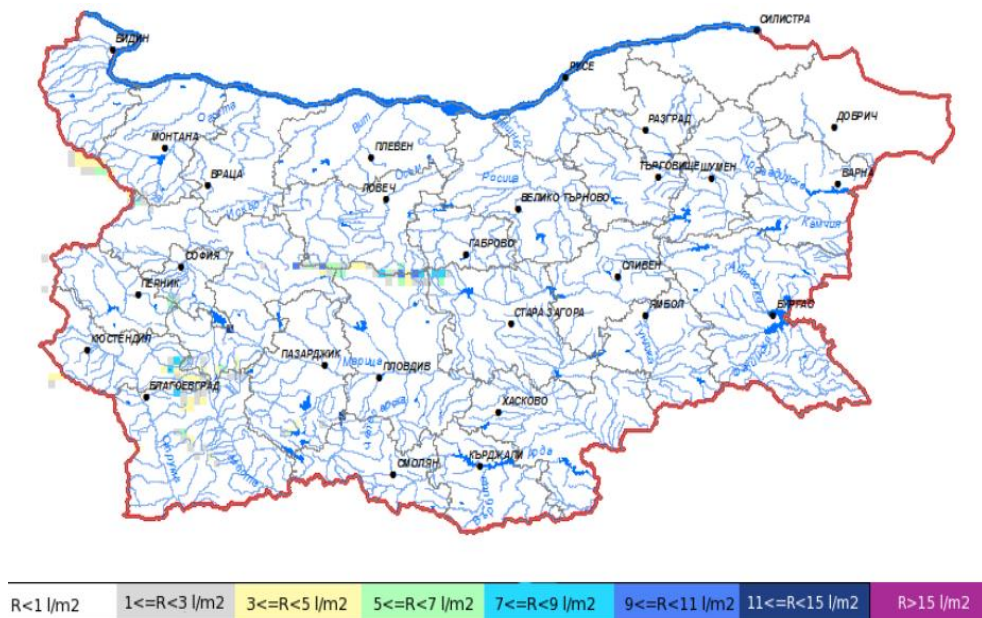 СИЛИСТРА
ВИДИН
РУСЕ
ДОБРИЧ
РАЗГРАД
МОНТАНА
ПЛЕВЕН
Вит
Осъм
ВРАЦА
ЛОВЕЧ
Искър
Росица
ТЪРГОВИЩЕ
ШУМЕН
ВАРНА
ВЕЛИКО ТЪРНОВО
Камчия
ГАБРОВО
СОФИЯ
СЛИВЕН
ПЕРНИК
СТАРА ЗАГОРА
ЯМБОЛ
БУРГАС
КЮСТЕНДИЛ
ПАЗАРДЖИК
Марица
ПЛОВДИВ
БЛАГОЕВГРАД
ХАСКОВО
СМОЛЯН
КЪРДЖАЛИ
R<1 l/m2
1<=R<3 l/m2
3<=R<5 l/m2
5<=R<7 l/m2
7<=R<9 l/m2
9<=R<11 l/m2
11<=R<15 l/m2
R>15 l/m2